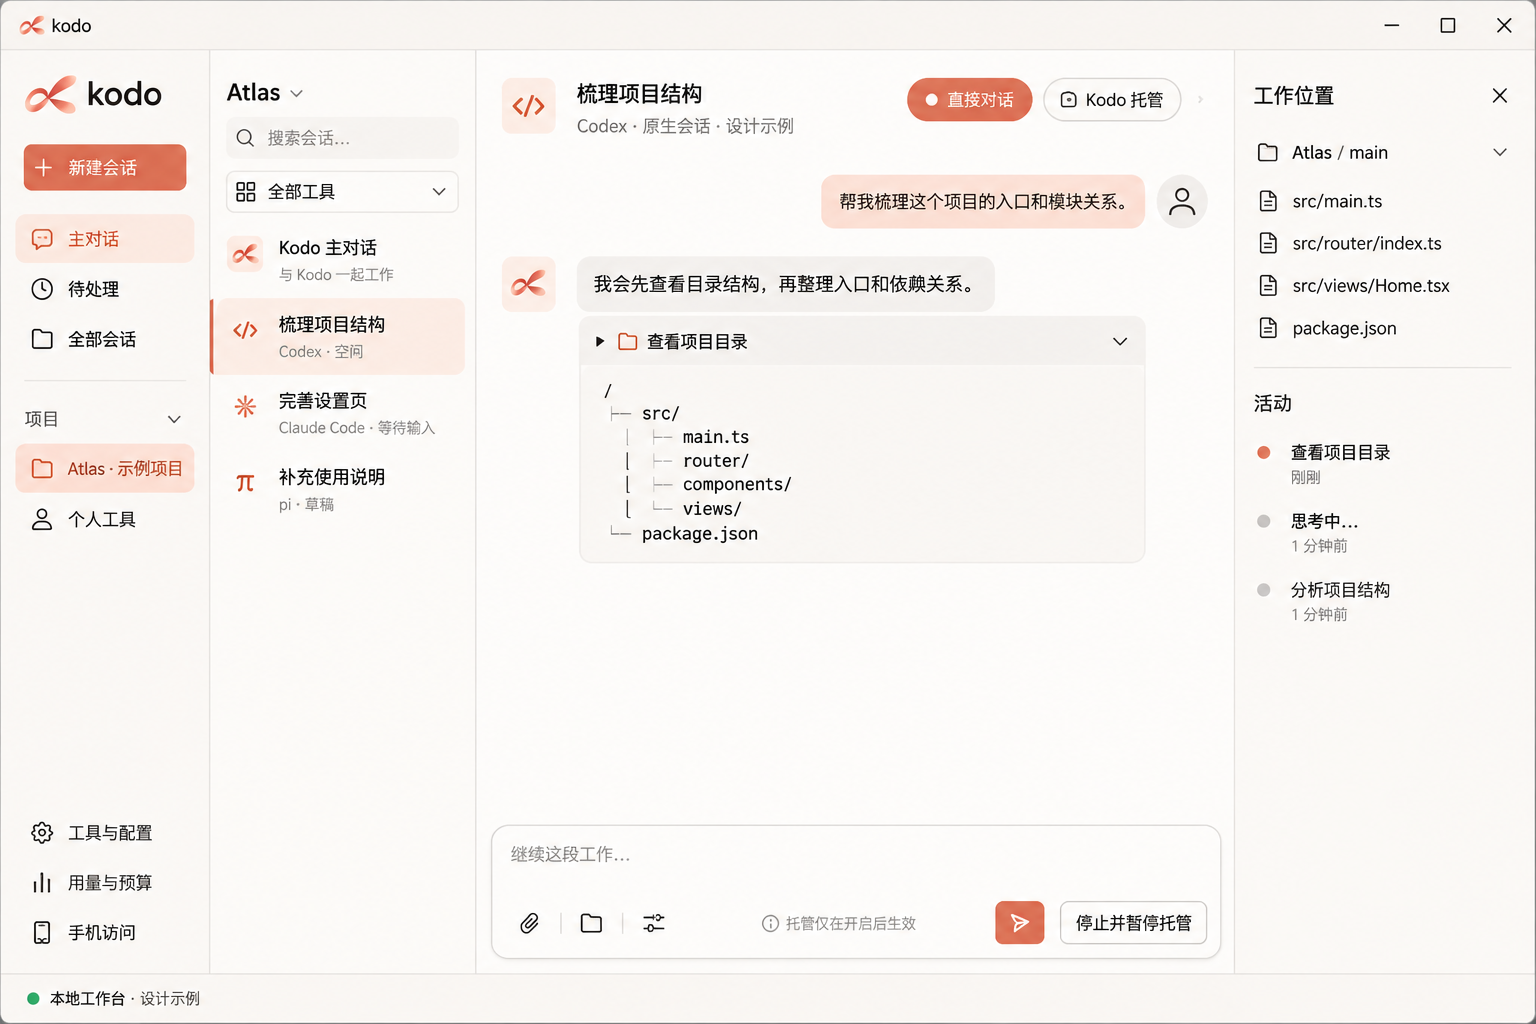 kodo
kodo
新建会话
主对话
待处理
全部会话
项目
Atlas · 示例项目
个人工具
工具与配置
用量与预算
手机访问
Atlas
搜索会话...
全部工具
Kodo 主对话
与 Kodo 一起工作
梳理项目结构
Codex · 空闲
完善设置页
Claude Code · 等待输入
π
补充使用说明
pi · 草稿
梳理项目结构
Codex · 原生会话 · 设计示例
直接对话
Kodo 托管
帮我梳理这个项目的入口和模块关系。
我会先查看目录结构，再整理入口和依赖关系。
查看项目目录
/
├─ src/
│ ├─ main.ts
│ ├─ router/
│ ├─ components/
│ └─ views/
└─ package.json
继续这段工作...
托管仅在开启后生效
停止并暂停托管
工作位置
Atlas / main
src/main.ts
src/router/index.ts
src/views/Home.tsx
package.json
活动
查看项目目录
刚刚
思考中...
1 分钟前
分析项目结构
1 分钟前
本地工作台 · 设计示例